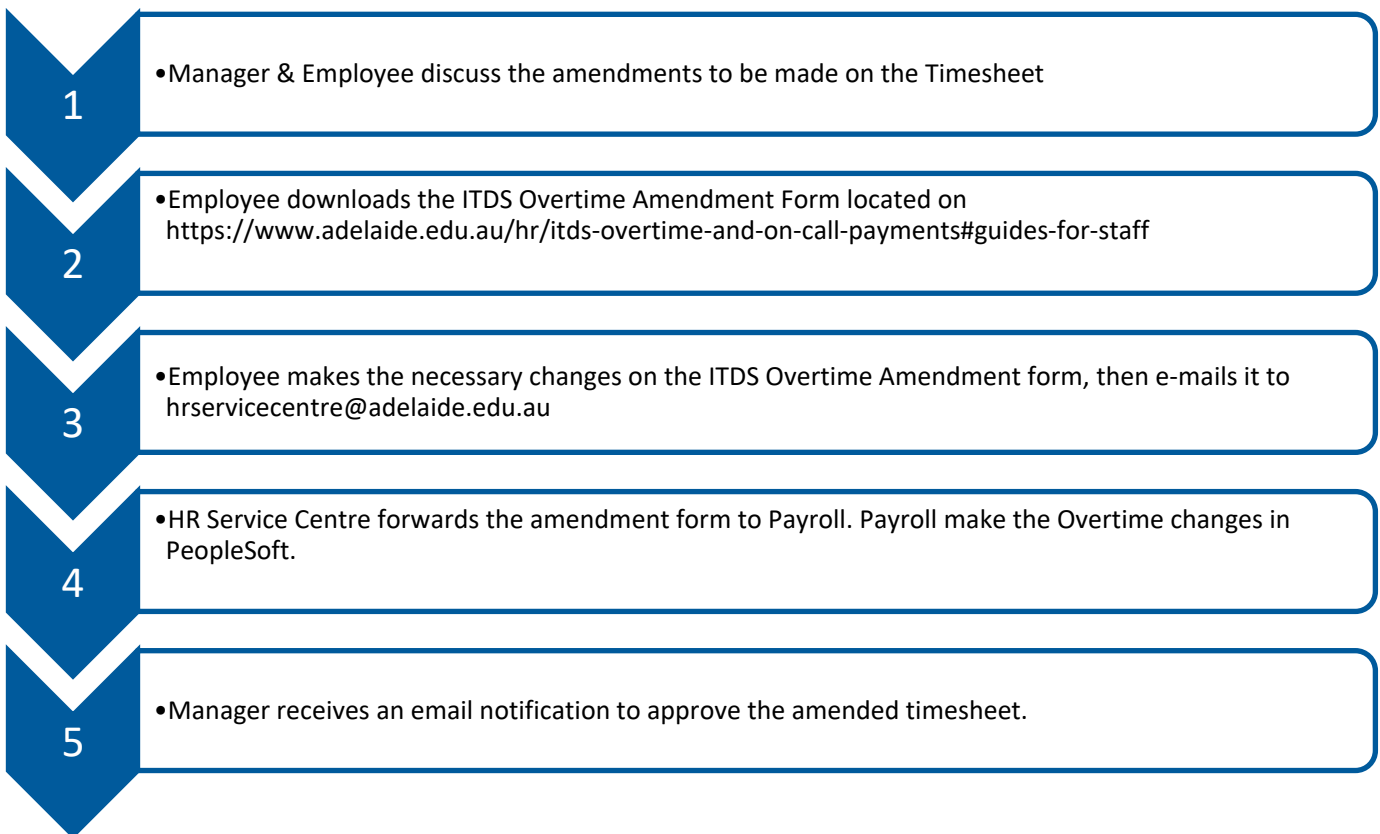 1
•Manager & Employee discuss the amendments to be made on the Timesheet
2
•Employee downloads the ITDS Overtime Amendment Form located on
https://www.adelaide.edu.au/hr/itds-overtime-and-on-call-payments#guides-for-staff
3
•Employee makes the necessary changes on the ITDS Overtime Amendment form, then e-mails it to
hrservicecentre@adelaide.edu.au
4
•HR Service Centre forwards the amendment form to Payroll. Payroll make the Overtime changes in
PeopleSoft.
5
•Manager receives an email notification to approve the amended timesheet.